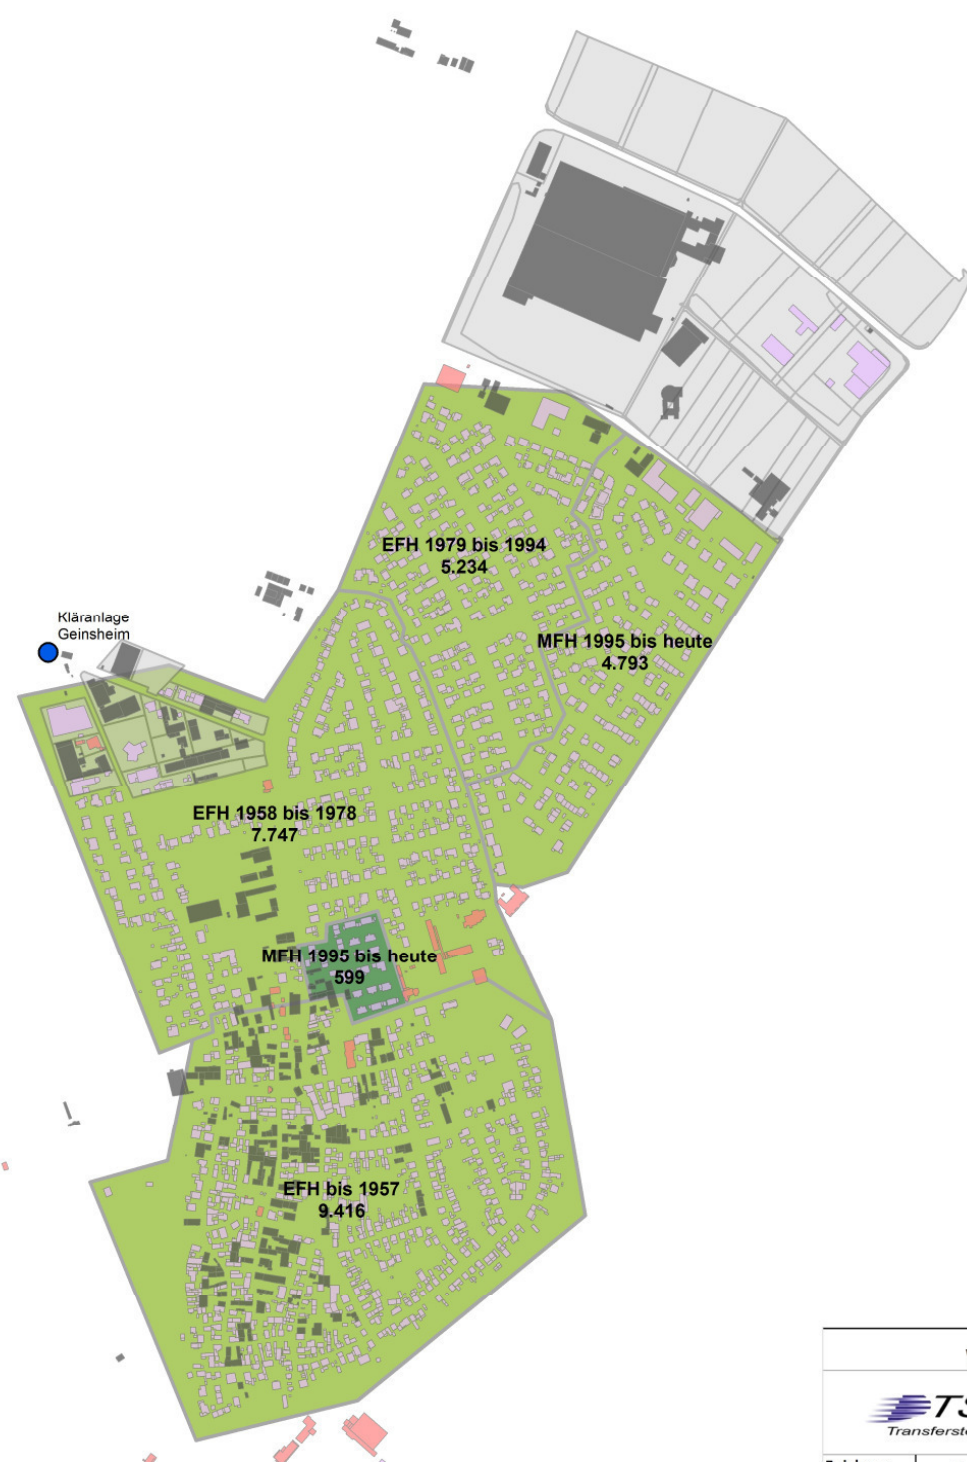 EFH 1979 bis 1994
5.234
Kläranlage
Geinsheim
MFH 1995 bis heute
4.793
EFH 1958 bis 1978
7.747
MFH 1995 bis heute
599
EFH bis 1957
9.416